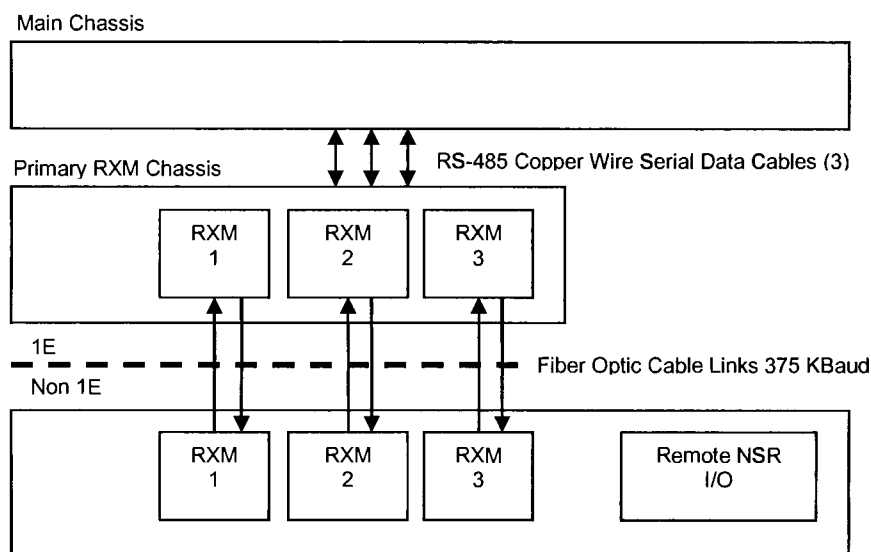 Main Chassis
RS-485 Copper Wire Serial Data Cables (3)
Primary RXM Chassis
RXM
1
RXM
2
RXM
3
1E
Fiber Optic Cable Links 375 KBaud
Non 1E
RXM
1
RXM
2
RXM
3
Remote NSR
I/O